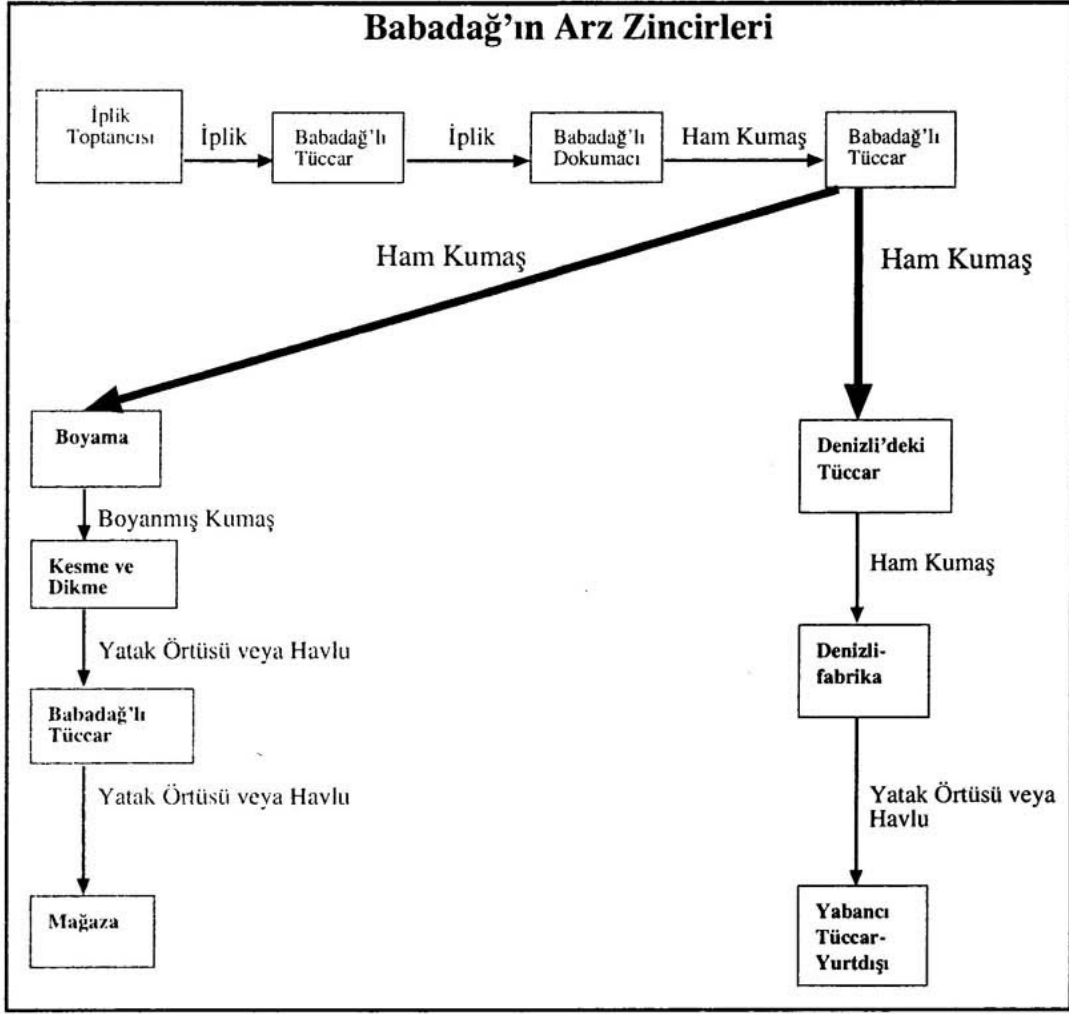 Babadağ'ın Arz Zincirleri
İplik
Toptancısı
İplik
Babadağ'lı
Tüccar
İplik
Babadağ'lı
Dokumacı
Ham Kumaş
Babadağ'lı
Tüccar
Ham Kumaş
Ham Kumaş
Boyama
Denizli'deki
Tüccar
Boyanmış Kumaş
Ham Kumaş
Kesme ve
Dikme
Yatak Örtüsü veya Havlu
Denizli-
fabrika
Babadağ'lı
Tüccar
Yatak Örtüsü veya Havlu
Yatak Örtüsü veya
Havlu
Mağaza
Yabancı
Tüccar-
Yurtdışı